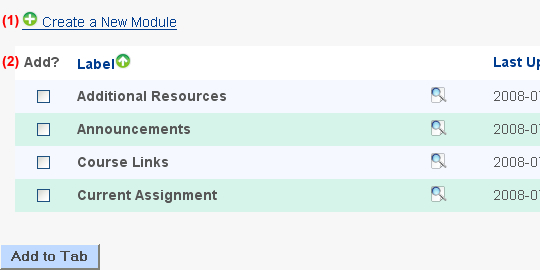 (1) Create a New Module
(2) Add? Label Last Up
Additional Resources 2008-0
Announcements 2008-0
Course Links 2008-0
Current Assignment 2008-0
Add to Tab